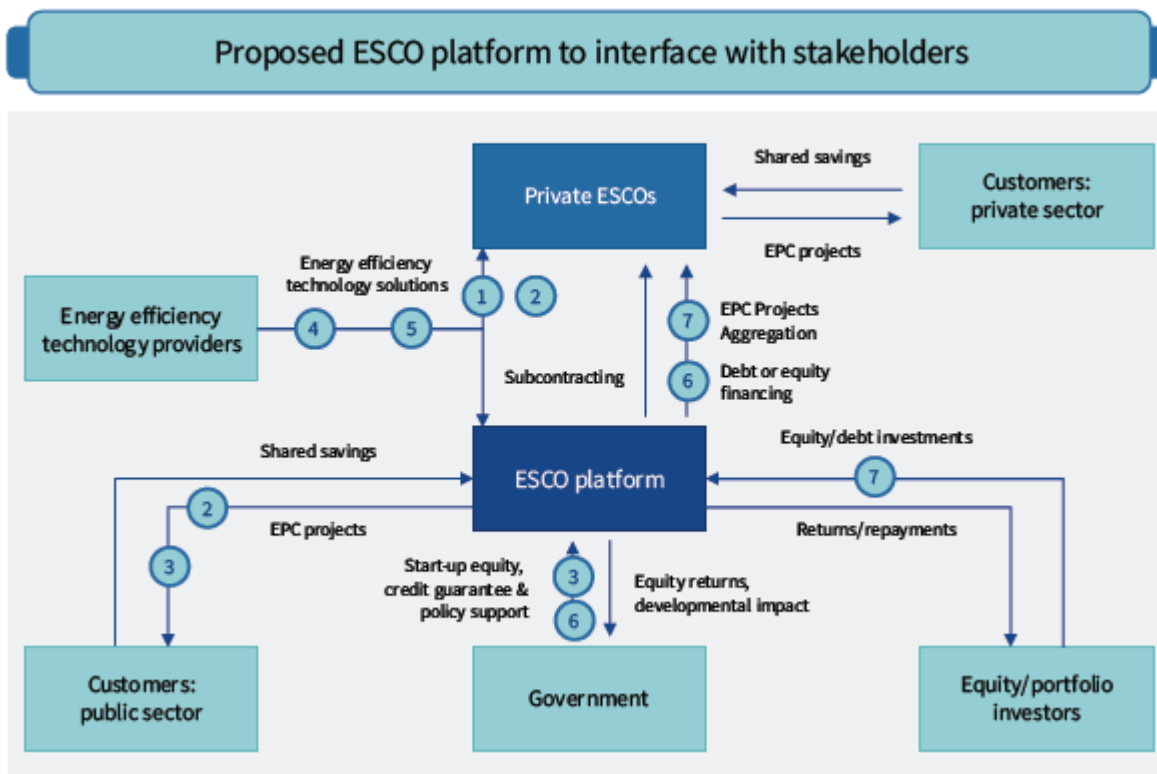 Proposed ESCO platform to interface with stakeholders
Private ESCOs
Shared savings
Customers:
private sector
EPC projects
Energy efficiency
technology solutions
1
2
Energy efficiency
technology providers
4
5
7
EPC Projects
Aggregation
Subcontracting
6
Debt or equity
financing
Shared savings
ESCO platform
Equity/debt investments
7
2
EPC projects
Returns/repayments
3
Start-up equity,
credit guarantee &
policy support
3
6
Equity returns,
developmental impact
Customers:
public sector
Government
Equity/portfolio
investors